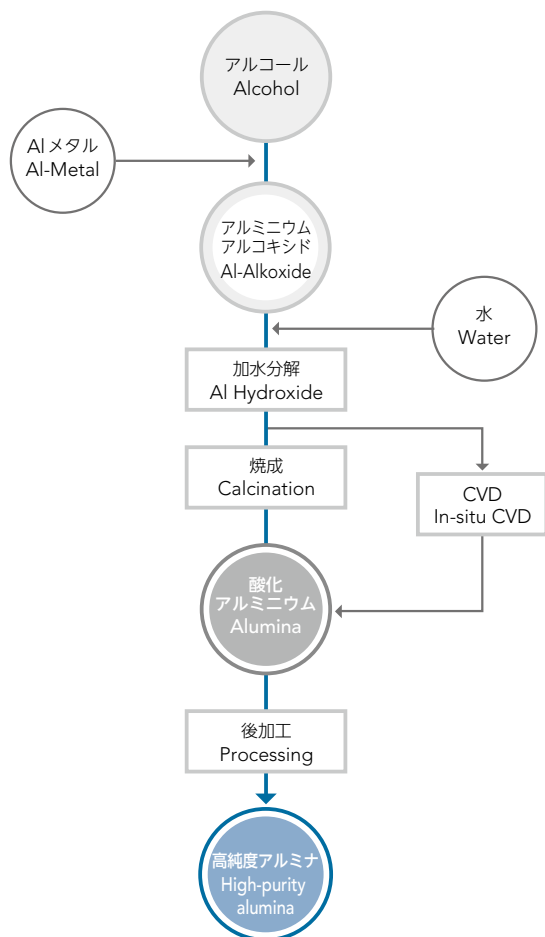 アルコール
Alcohol
Al メタル
Al-Metal
アルミニウム
アルコキシド
Al-Alkoxide
水
Water
加水分解
Al Hydroxide
焼成
Calcination
CVD
In-situ CVD
酸化
アルミニウム
Alumina
後加工
Processing
高純度アルミナ
High-purity
alumina